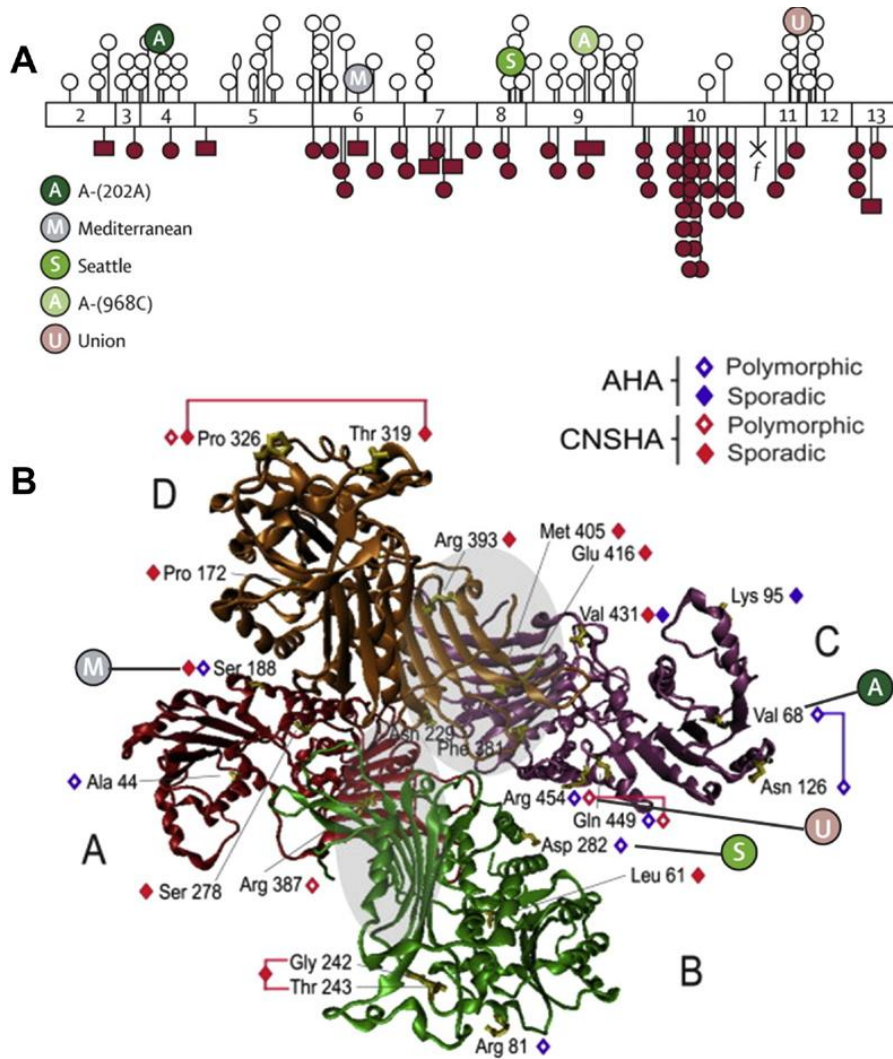 A
A
M
S
A
U
2 3 4 5 6 7 8 9 10 11 12 13
f
A A-(202A)
M Mediterranean
S Seattle
A A-(968C)
U Union
AHA
Polymorphic
Sporadic
CNSHA
Polymorphic
Sporadic
B
Pro 326
Thr 319
D
Arg 393
Met 405
Glu 416
Pro 172
Val 431
Lys 95
C
M
Ser 188
A
Val 68
Asn 229
Phe 381
Ala 44
Asn 126
Arg 454
Gln 449
U
A
Asp 282
S
Ser 278
Arg 387
Leu 61
Gly 242
Thr 243
B
Arg 81